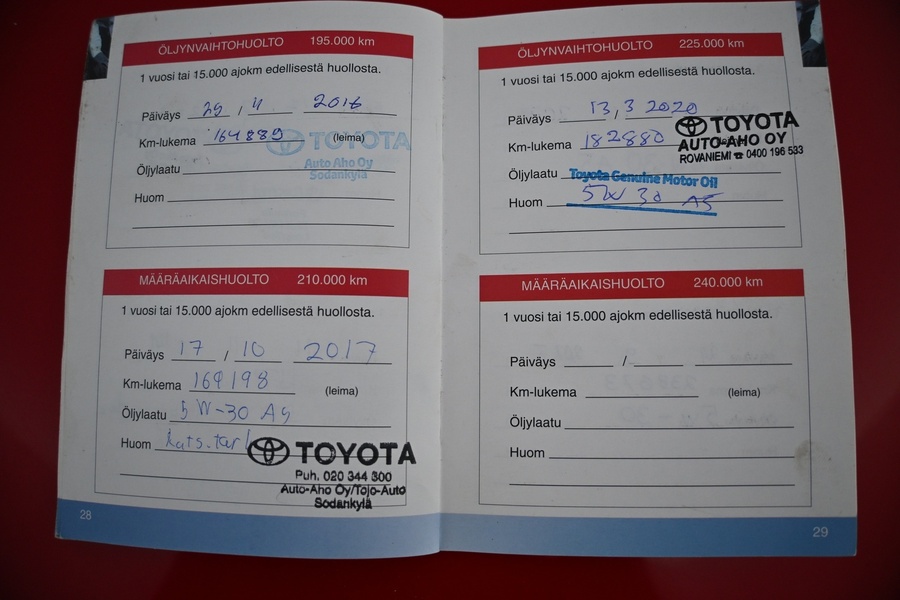 ÖLJYNVAIHTOHUOLTO 195.000 km
1 vuosi tai 15.000 ajokm edellisestä huollosta.
Päiväys 29 , 4 2016
Km-lukema 164889 (leima)
TOYOTA
Auto Aho Oy
Sodankylä
Öljylaatu
Huom
MÄÄRÄAIKAISHUOLTO 210.000 km
1 vuosi tai 15.000 ajokm edellisestä huollosta.
Päiväys 17 / 10 2017
Km-lukema 169198 (leima)
Öljylaatu 5W-30 A5
Huom Kats.tark
TOYOTA
Puh. 020 344 300
Auto-Aho Oy/Tojo-Auto
Sodankylä
28
ÖLJYNVAIHTOHUOLTO 225.000 km
1 vuosi tai 15.000 ajokm edellisestä huollosta.
Päiväys 13, 3 2020
Km-lukema 182880
TOYOTA
AUTO-AHO OY
ROVANIEMI ☎ 0400 196 533
Öljylaatu Toyota Genuine Motor Oil
Huom 5W 30 A5
MÄÄRÄAIKAISHUOLTO 240.000 km
1 vuosi tai 15.000 ajokm edellisestä huollosta.
Päiväys /
Km-lukema (leima)
Öljylaatu
Huom
29